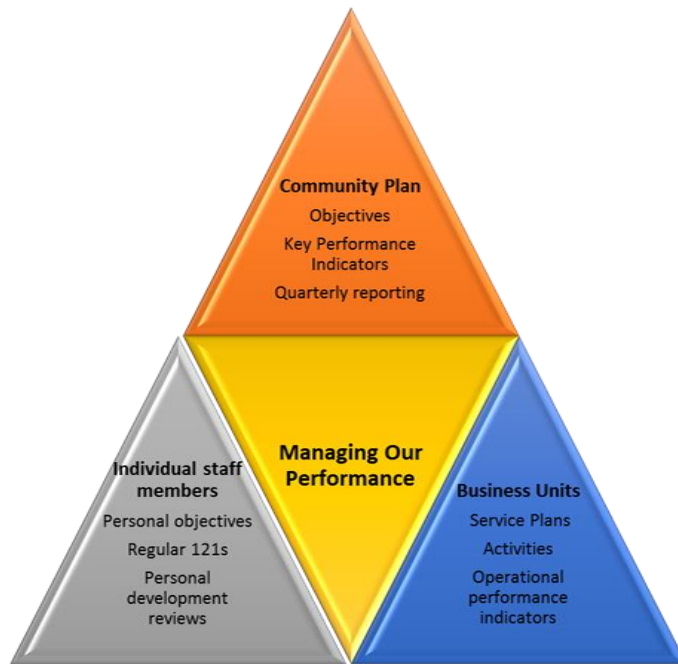 Community Plan
Objectives
Key Performance
Indicators
Quarterly reporting
Managing Our
Performance
Individual staff
members
Personal objectives
Regular 121s
Personal
development
reviews
Business Units
Service Plans
Activities
Operational
performance
indicators